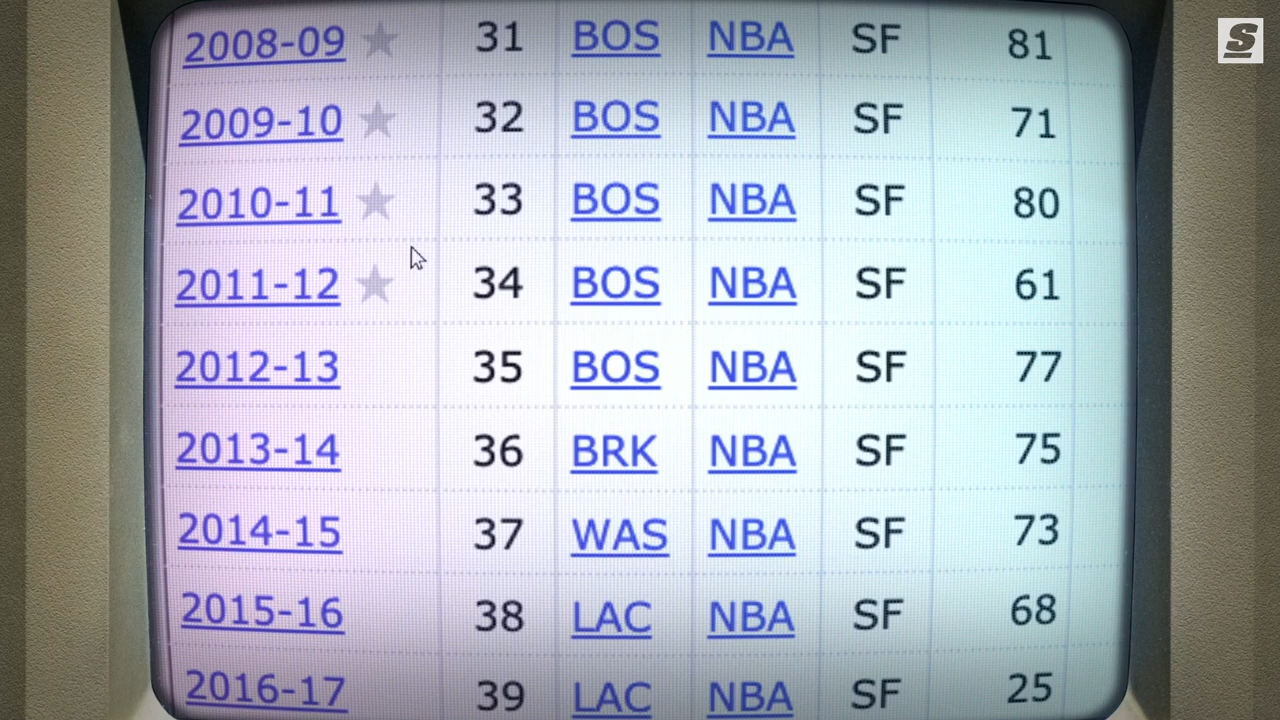 S
2008-09 ★ 31 BOS NBA SF 81
2009-10 ★ 32 BOS NBA SF 71
2010-11 ★ 33 BOS NBA SF 80
2011-12 ★ 34 BOS NBA SF 61
2012-13 35 BOS NBA SF 77
2013-14 36 BRK NBA SF 75
2014-15 37 WAS NBA SF 73
2015-16 38 LAC NBA SF 68
2016-17 39 LAC NBA SF 25